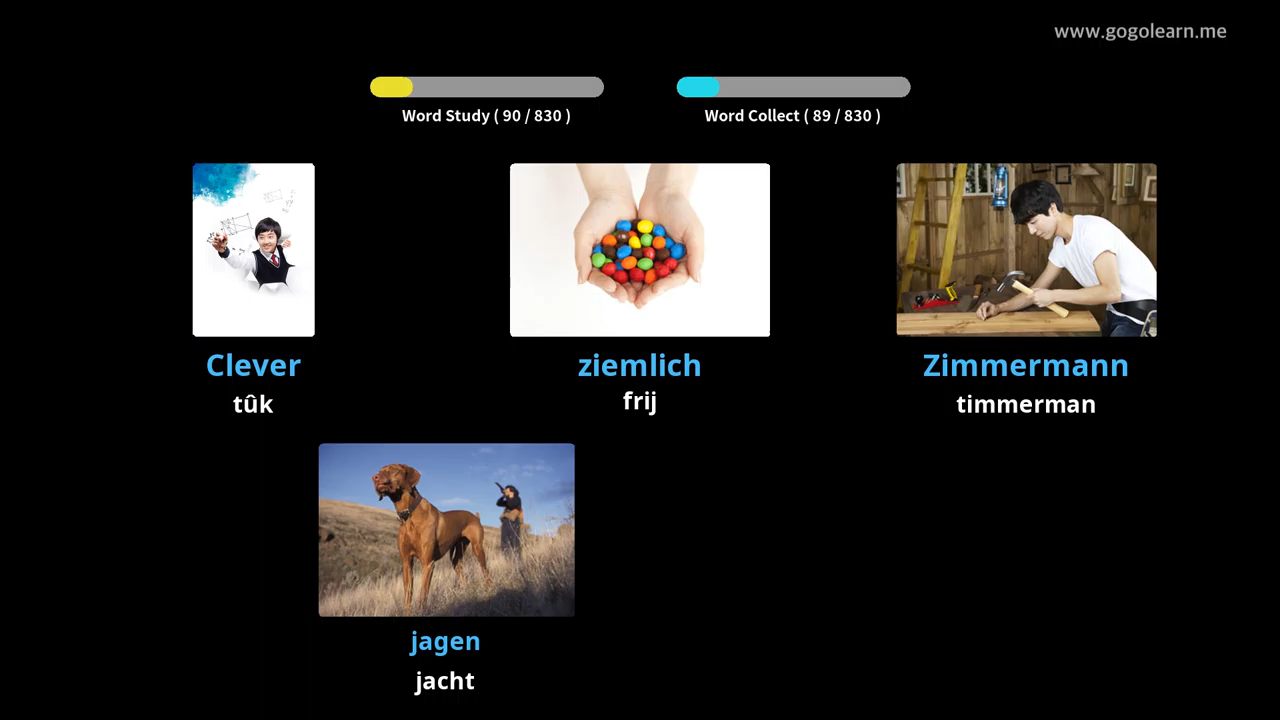 www.gogolearn.me
Word Study ( 90 / 830 )
Word Collect ( 89 / 830 )
Clever
tûk
ziemlich
frij
Zimmermann
timmerman
jagen
jacht